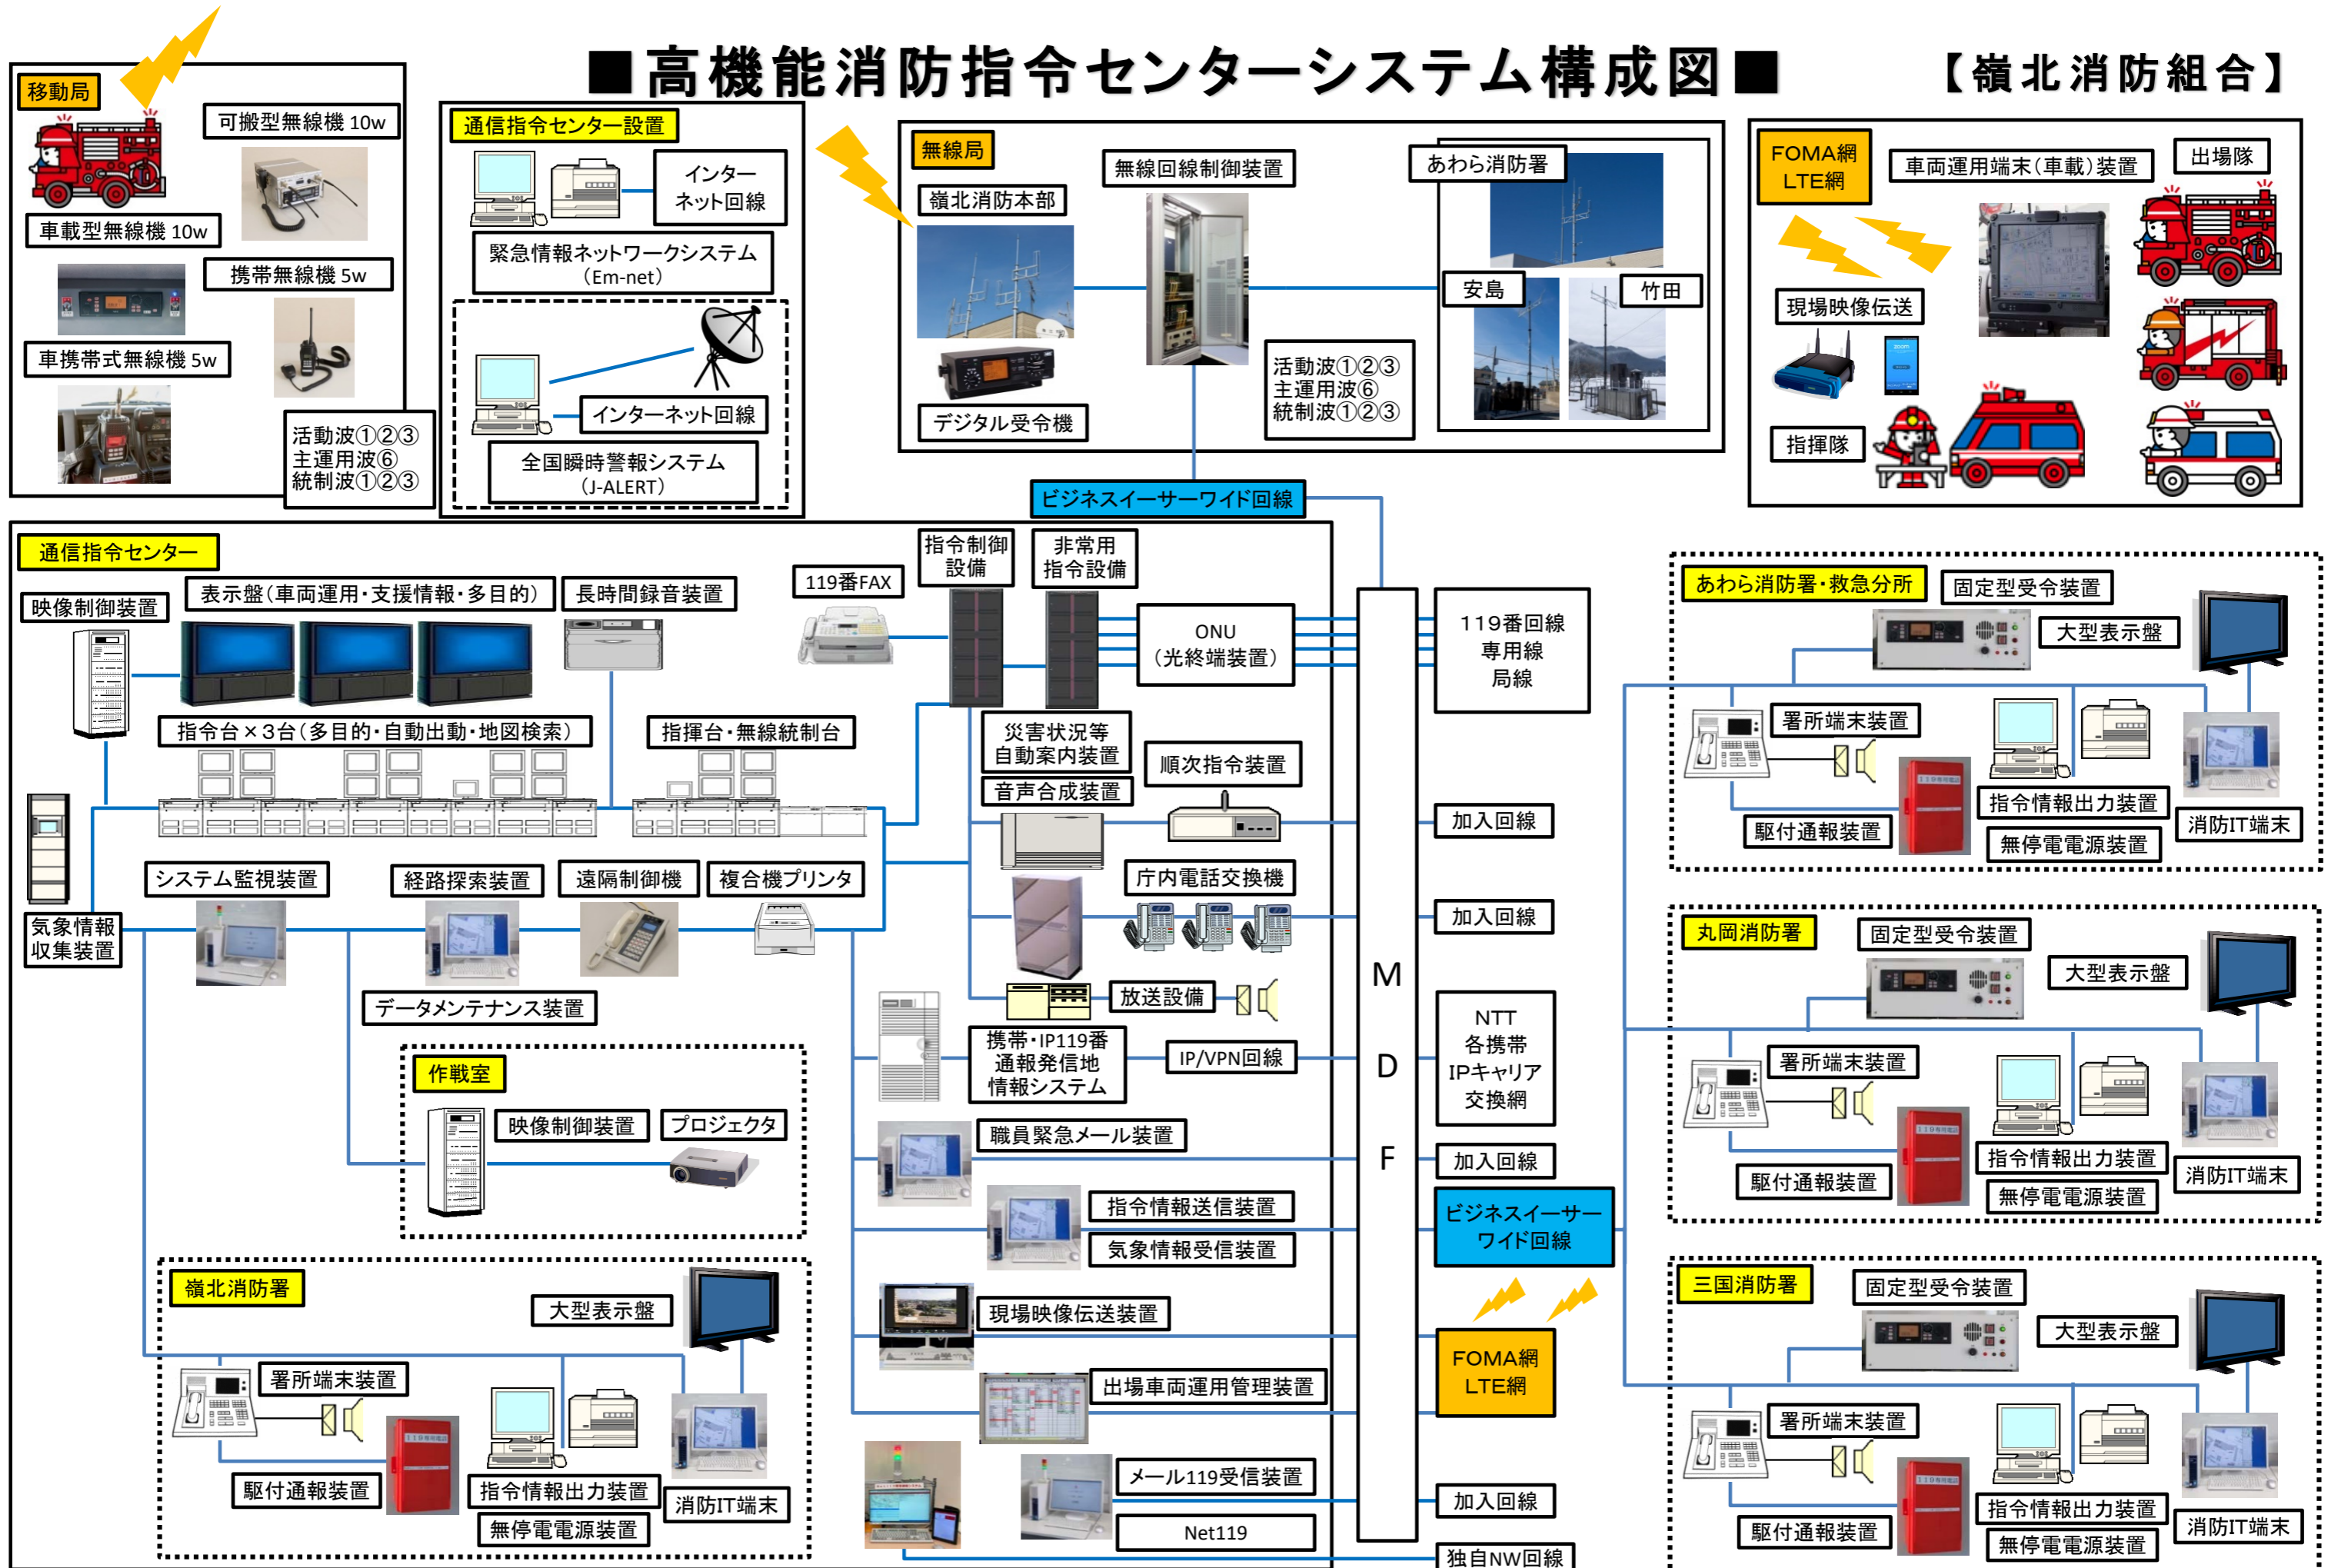 ■高機能消防指令センターシステム構成図■
【嶺北消防組合】
移動局
可搬型無線機 10w
車載型無線機 10w
携帯無線機 5w
車携帯式無線機 5w
活動波①②③
主運用波⑥
統制波①②③
通信指令センター設置
インター
ネット回線
緊急情報ネットワークシステム
(Em-net)
インターネット回線
全国瞬時警報システム
(J-ALERT)
無線局
嶺北消防本部
無線回線制御装置
あわら消防署
安島
竹田
デジタル受令機
活動波①②③
主運用波⑥
統制波①②③
FOMA網
LTE網
車両運用端末(車載)装置
出場隊
現場映像伝送
zoom
指揮隊
ビジネスイーサーワイド回線
通信指令センター
映像制御装置
表示盤(車両運用・支援情報・多目的)
長時間録音装置
119番FAX
指令制御
設備
非常用
指令設備
ONU
(光終端装置)
119番回線
専用線
局線
指令台×3台(多目的・自動出動・地図検索)
指揮台・無線統制台
災害状況等
自動案内装置
音声合成装置
順次指令装置
加入回線
気象情報
収集装置
システム監視装置
経路探索装置
遠隔制御機
複合機プリンタ
庁内電話交換機
加入回線
データメンテナンス装置
放送設備
M
D
F
携帯・IP119番
通報発信地
情報システム
IP/VPN回線
NTT
各携帯
IPキャリア
交換網
作戦室
映像制御装置
プロジェクタ
職員緊急メール装置
加入回線
指令情報送信装置
気象情報受信装置
ビジネスイーサー
ワイド回線
現場映像伝送装置
FOMA網
LTE網
出場車両運用管理装置
メール119受信装置
加入回線
Net119
独自NW回線
嶺北消防署
大型表示盤
署所端末装置
119専用電話
駆付通報装置
指令情報出力装置
無停電電源装置
消防IT端末
あわら消防署・救急分所
固定型受令装置
大型表示盤
署所端末装置
119専用電話
駆付通報装置
指令情報出力装置
無停電電源装置
消防IT端末
丸岡消防署
固定型受令装置
大型表示盤
署所端末装置
119専用電話
駆付通報装置
指令情報出力装置
無停電電源装置
消防IT端末
三国消防署
固定型受令装置
大型表示盤
署所端末装置
119専用電話
駆付通報装置
指令情報出力装置
無停電電源装置
消防IT端末